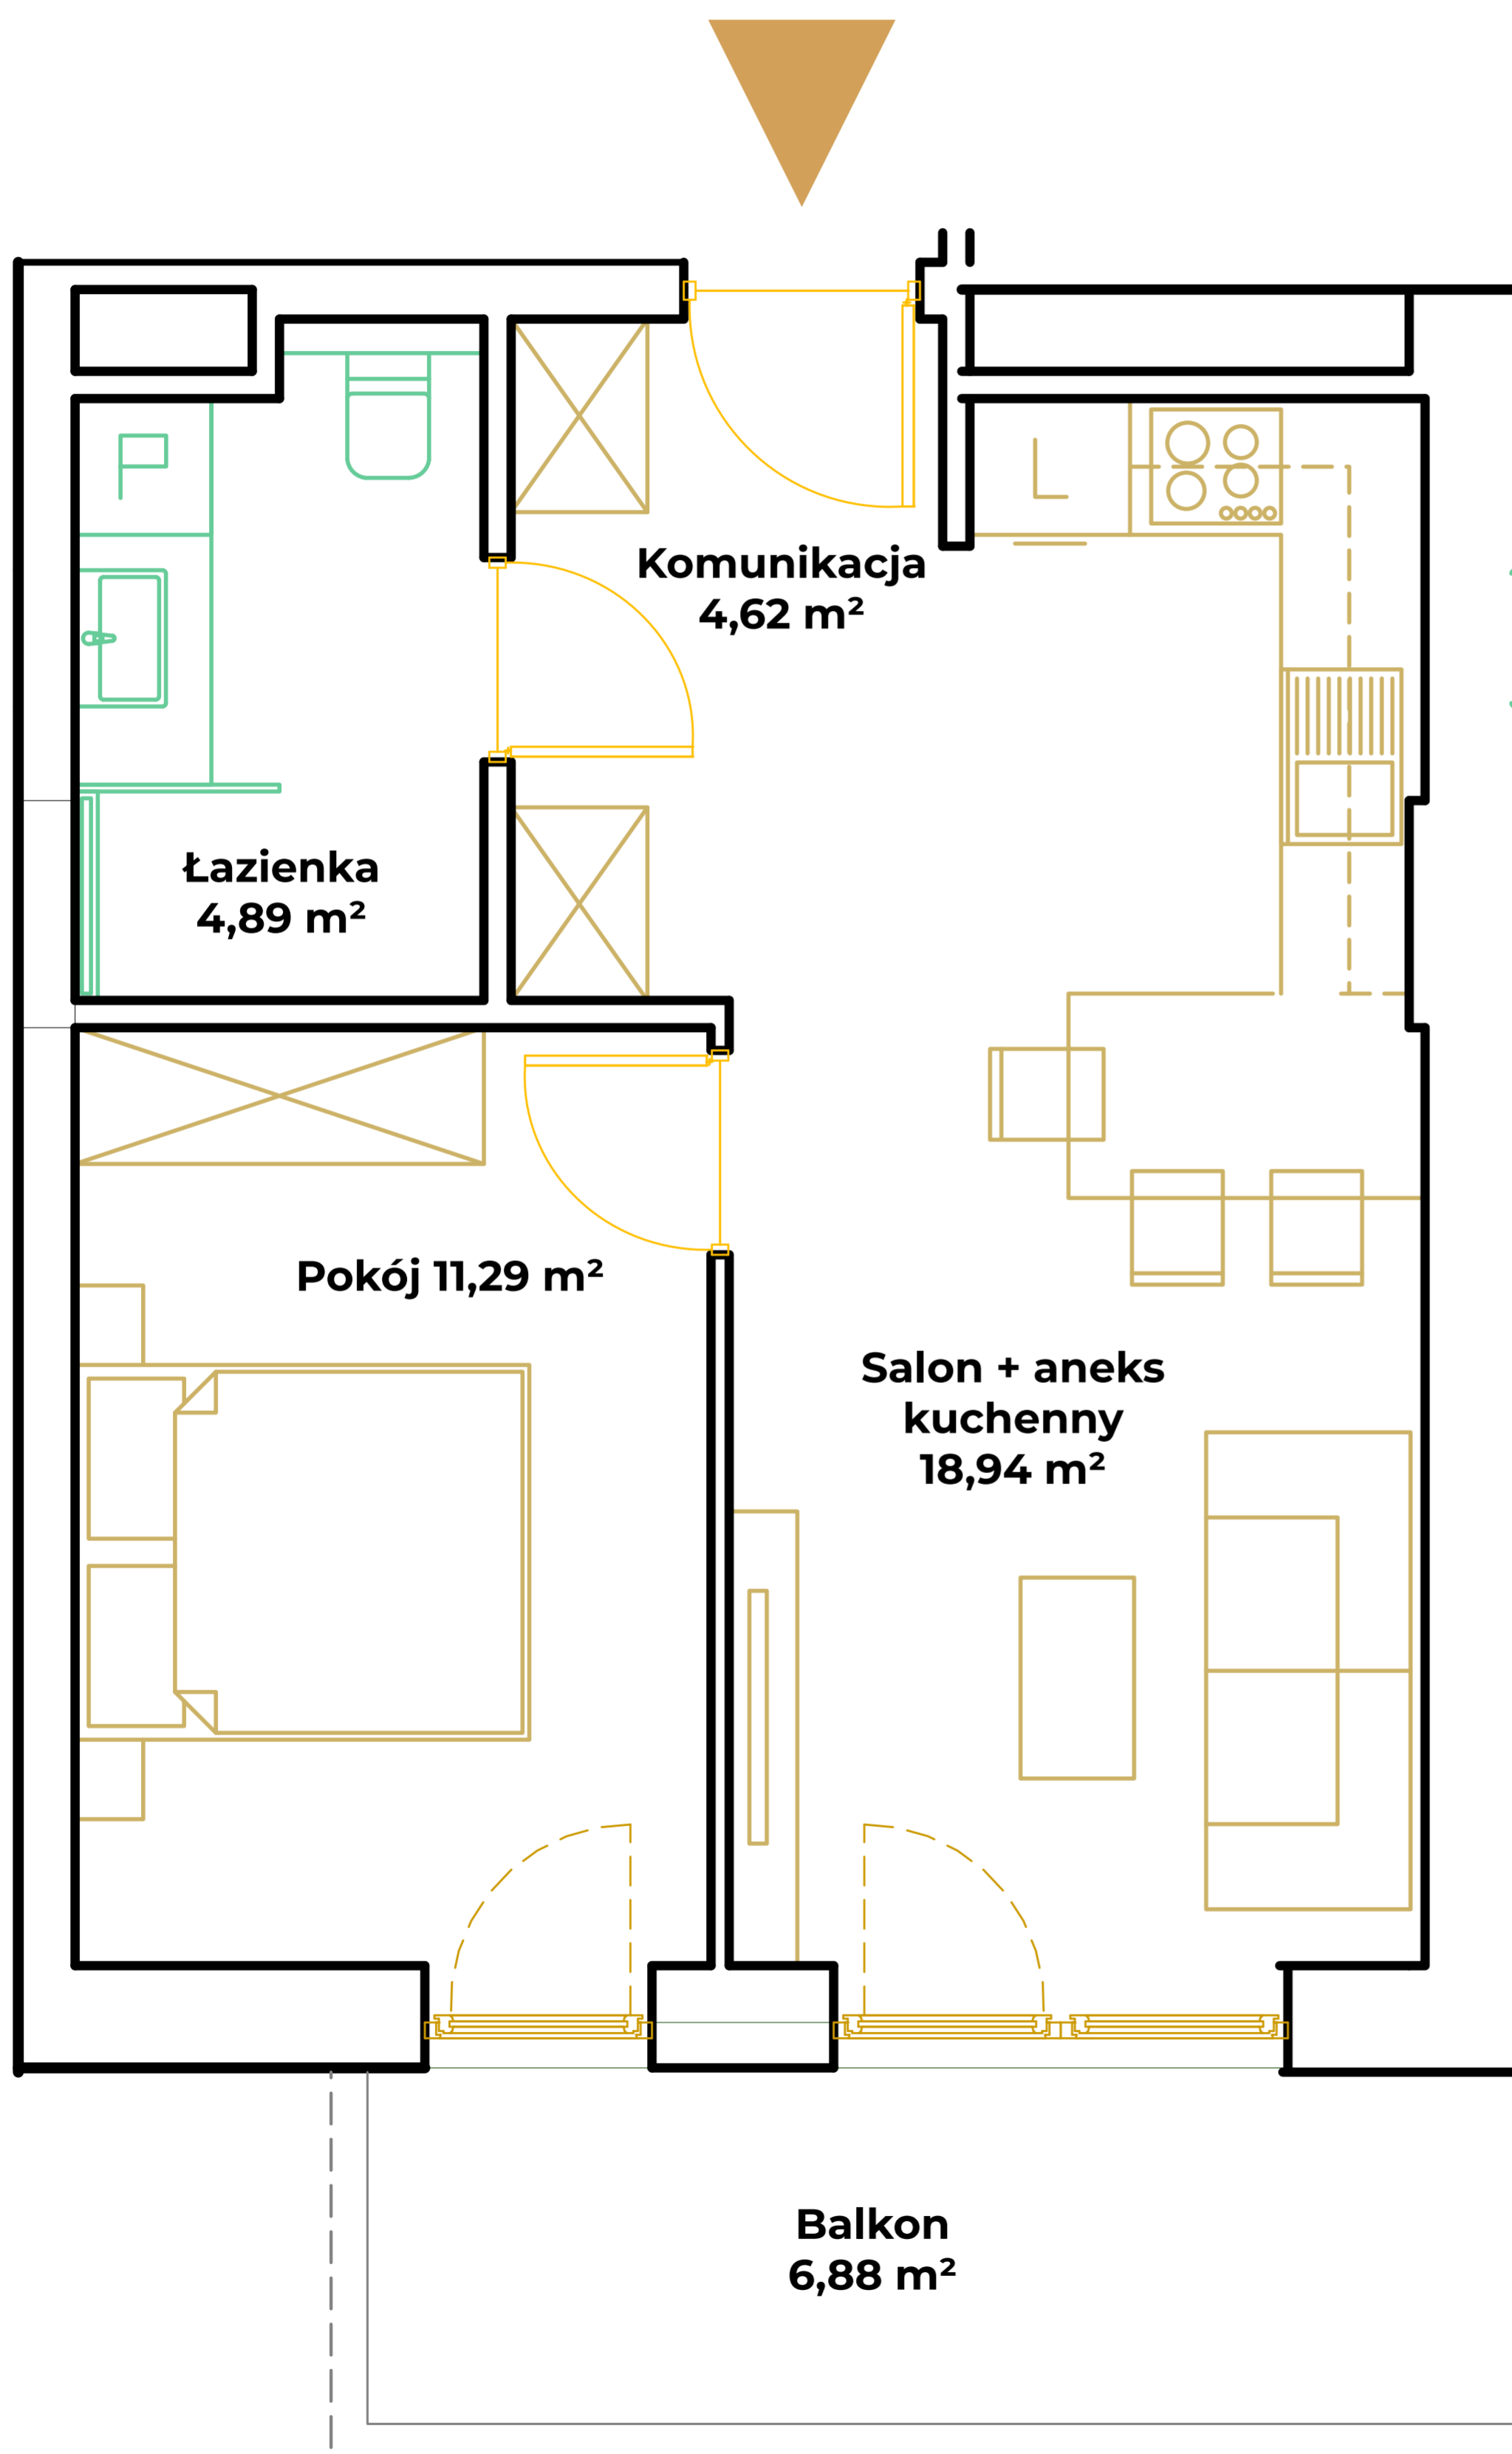 Komunikacja
4,62 m²
Łazienka
4,89 m²
Pokój 11,29 m²
Salon + aneks
kuchenny
18,94 m²
Balkon
6,88 m²